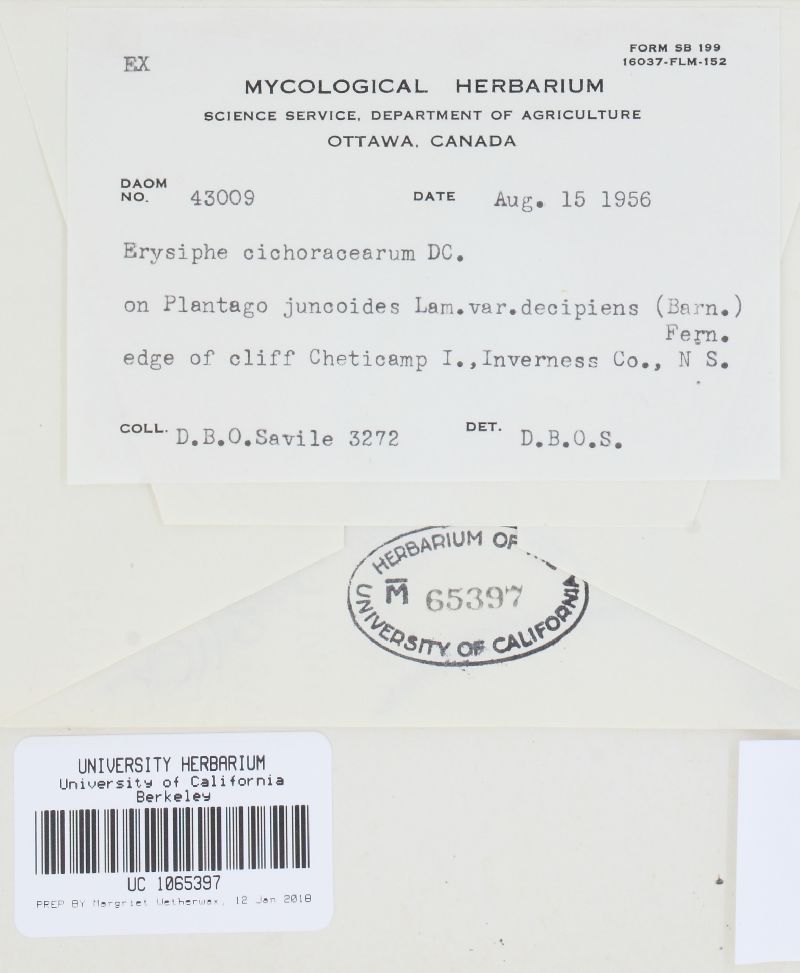 EX
FORM SB 199
16037-FLM-152
MYCOLOGICAL HERBARIUM
SCIENCE SERVICE, DEPARTMENT OF AGRICULTURE
OTTAWA, CANADA
DAOM NO. 43009 DATE Aug. 15 1956
Erysiphe cichoracearum DC.
on Plantago juncoides Lam.var.decipiens (Barn.)
Fern.
edge of cliff Cheticamp I.,Inverness Co., N S.
COLL. D.B.O.Savile 3272 DET. D.B.O.S.
HERBARIUM OF
M 65397
UNIVERSITY OF CALIFORNIA
UNIVERSITY HERBARIUM
University of California
Berkeley
UC 1065397
PREP BY Margriet Wetherwax, 12 Jan 2018